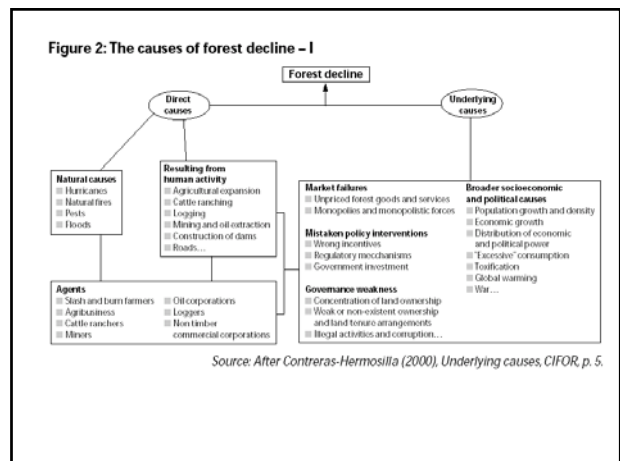 Figure 2: The causes of forest decline – I
Forest decline
Direct
causes
Underlying
causes
Natural causes
Hurricanes
Natural fires
Pests
Floods
Resulting from
human activity
Agricultural expansion
Cattle ranching
Logging
Mining and oil extraction
Construction of dams
Roads…
Agents
Slash and burn farmers
Agribusiness
Cattle ranchers
Miners
Oil corporations
Loggers
Non timber
commercial corporations
Market failures
Unpriced forest goods and services
Monopolies and monopolistic forces
Mistaken policy interventions
Wrong incentives
Regulatory mecchanisms
Government investment
Governance weakness
Concentration of land ownership
Weak or non-existent ownership
and land tenure arrangements
Illegal activities and corruption…
Broader socioeconomic
and political causes
Population growth and density
Economic growth
Distribution of economic
and political power
"Excessive" consumption
Toxification
Global warming
War…
Source: After Contreras-Hermosilla (2000), Underlying causes, CIFOR, p. 5.